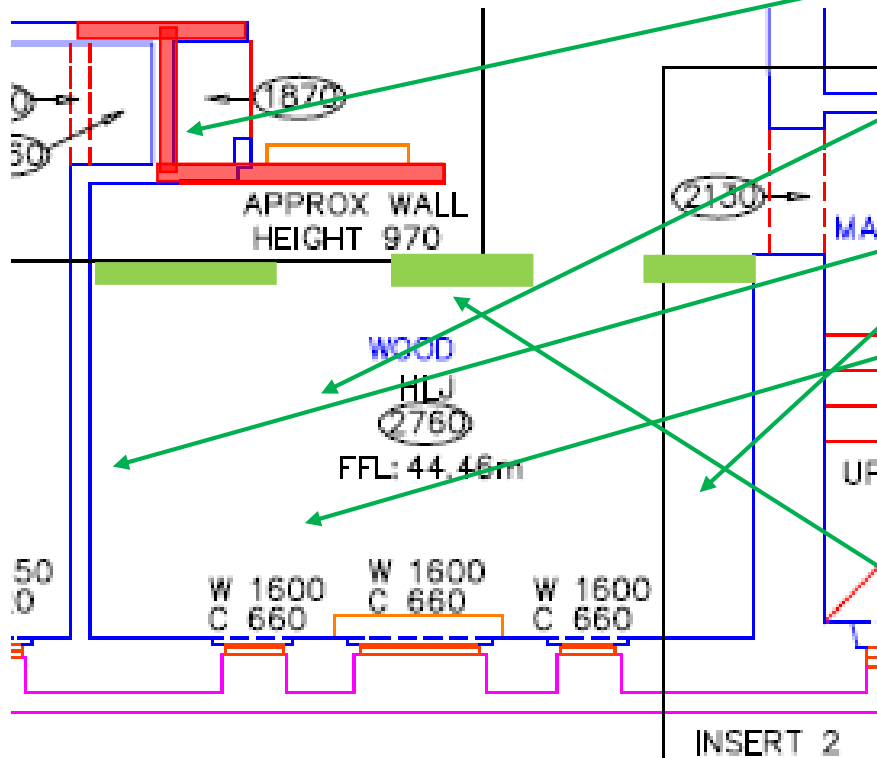 1870
APPROX WALL
HEIGHT 970
2130
WOOD
HLJ
2760
FFL: 44.46m
W 1600
C 660
W 1600
C 660
W 1600
C 660
INSERT 2